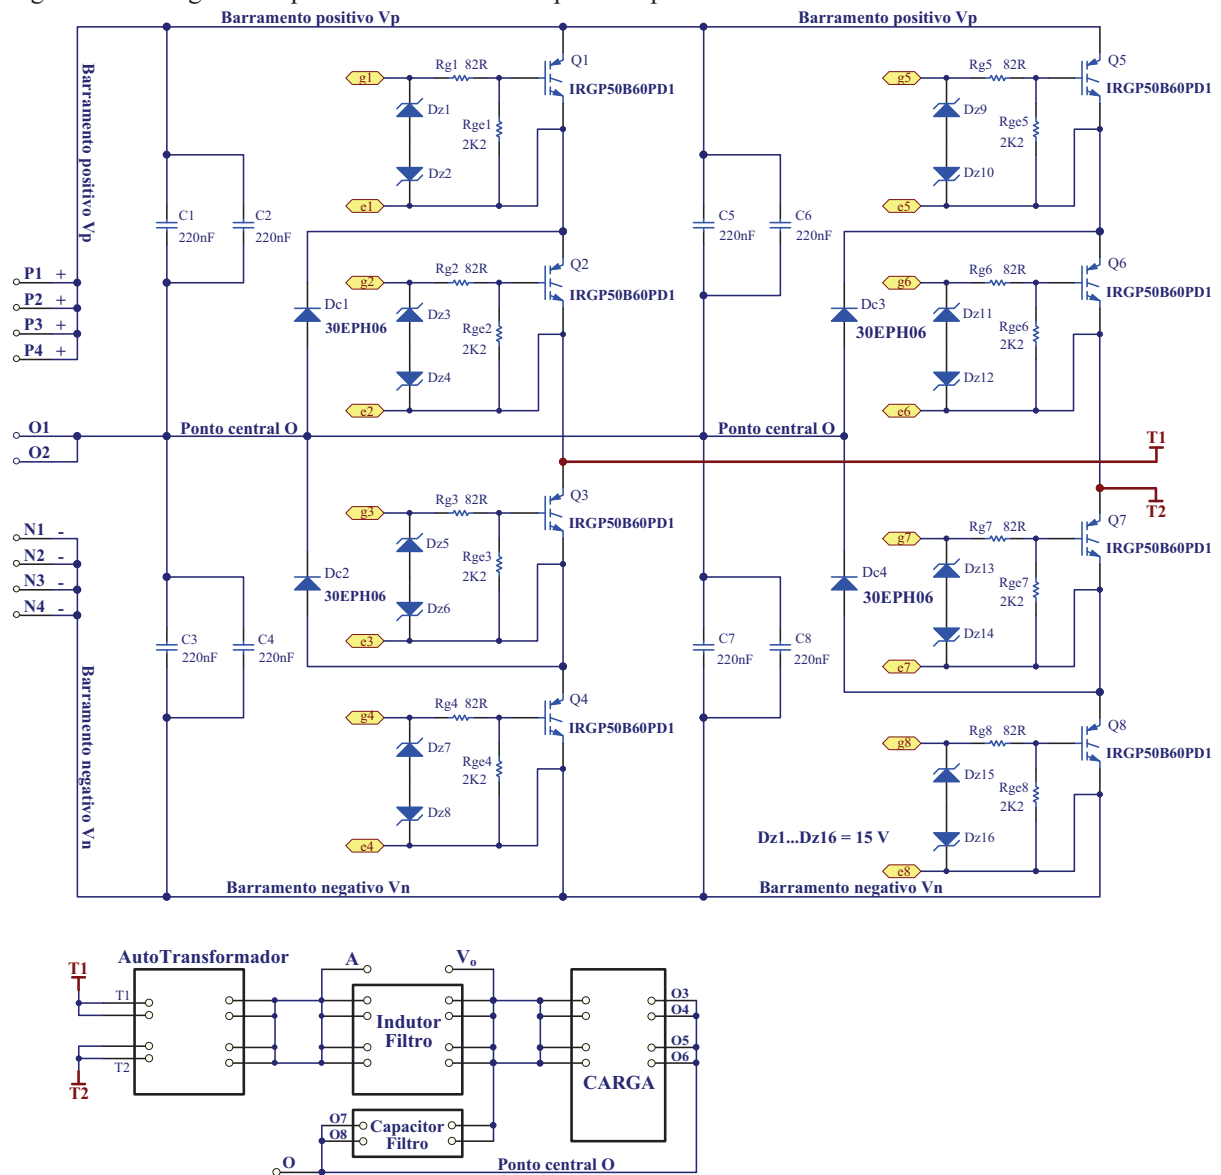 Barramento positivo Vp
Barramento positivo Vp
Barramento positivo Vp
g1
Rg1 82R
Q1
IRGP50B60PD1
Dz1
Rge1
2K2
Dz2
e1
C1
220nF
C2
220nF
g5
Rg5 82R
Q5
IRGP50B60PD1
Dz9
Rge5
2K2
Dz10
e5
C5
220nF
C6
220nF
P1 +
P2 +
P3 +
P4 +
g2
Rg2 82R
Q2
IRGP50B60PD1
Dc1
30EPH06
Dz3
Rge2
2K2
Dz4
e2
g6
Rg6 82R
Q6
IRGP50B60PD1
Dc3
30EPH06
Dz11
Rge6
2K2
Dz12
e6
O1
O2
Ponto central O
Ponto central O
T1
T2
N1 -
N2 -
N3 -
N4 -
g3
Rg3 82R
Q3
IRGP50B60PD1
Dc2
30EPH06
Dz5
Rge3
2K2
Dz6
e3
g7
Rg7 82R
Q7
IRGP50B60PD1
Dc4
30EPH06
Dz13
Rge7
2K2
Dz14
e7
C3
220nF
C4
220nF
C7
220nF
C8
220nF
Barramento negativo Vn
g4
Rg4 82R
Q4
IRGP50B60PD1
Dz7
Rge4
2K2
Dz8
e4
g8
Rg8 82R
Q8
IRGP50B60PD1
Dz15
Rge8
2K2
Dz16
e8
Dz1...Dz16 = 15 V
Barramento negativo Vn
Barramento negativo Vn
AutoTransformador
T1
T1
T2
T2
A
Vo
Indutor
Filtro
CARGA
O3
O4
O5
O6
O7
O8
Capacitor
Filtro
O
Ponto central O